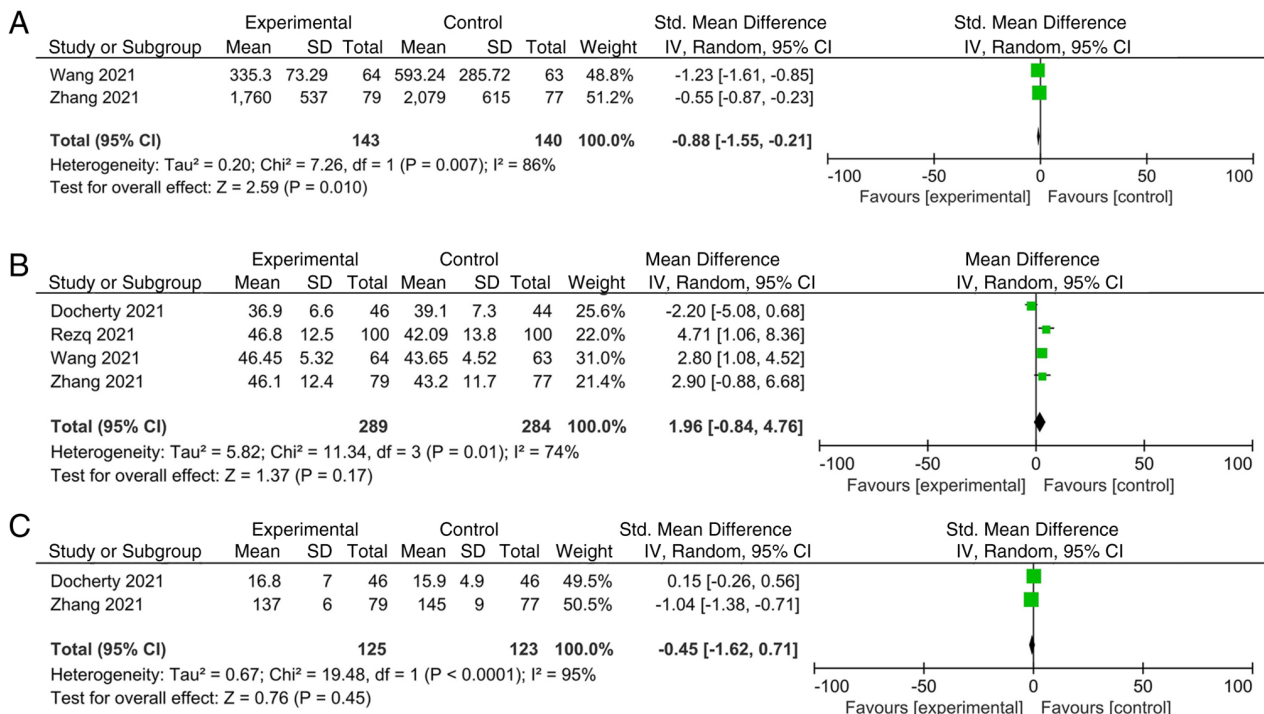 A
Experimental Control Std. Mean Difference Std. Mean Difference
Study or Subgroup Mean SD Total Mean SD Total Weight IV, Random, 95% CI IV, Random, 95% CI
Wang 2021 335.3 73.29 64 593.24 285.72 63 48.8% -1.23 [-1.61, -0.85]
Zhang 2021 1,760 537 79 2,079 615 77 51.2% -0.55 [-0.87, -0.23]
Total (95% CI) 143 140 100.0% -0.88 [-1.55, -0.21]
Heterogeneity: Tau² = 0.20; Chi² = 7.26, df = 1 (P = 0.007); I² = 86%
Test for overall effect: Z = 2.59 (P = 0.010)
-100 -50 0 50 100
Favours [experimental] Favours [control]
B
Experimental Control Mean Difference Mean Difference
Study or Subgroup Mean SD Total Mean SD Total Weight IV, Random, 95% CI IV, Random, 95% CI
Docherty 2021 36.9 6.6 46 39.1 7.3 44 25.6% -2.20 [-5.08, 0.68]
Rezq 2021 46.8 12.5 100 42.09 13.8 100 22.0% 4.71 [1.06, 8.36]
Wang 2021 46.45 5.32 64 43.65 4.52 63 31.0% 2.80 [1.08, 4.52]
Zhang 2021 46.1 12.4 79 43.2 11.7 77 21.4% 2.90 [-0.88, 6.68]
Total (95% CI) 289 284 100.0% 1.96 [-0.84, 4.76]
Heterogeneity: Tau² = 5.82; Chi² = 11.34, df = 3 (P = 0.01); I² = 74%
Test for overall effect: Z = 1.37 (P = 0.17)
-100 -50 0 50 100
Favours [experimental] Favours [control]
C
Experimental Control Std. Mean Difference Std. Mean Difference
Study or Subgroup Mean SD Total Mean SD Total Weight IV, Random, 95% CI IV, Random, 95% CI
Docherty 2021 16.8 7 46 15.9 4.9 46 49.5% 0.15 [-0.26, 0.56]
Zhang 2021 137 6 79 145 9 77 50.5% -1.04 [-1.38, -0.71]
Total (95% CI) 125 123 100.0% -0.45 [-1.62, 0.71]
Heterogeneity: Tau² = 0.67; Chi² = 19.48, df = 1 (P < 0.0001); I² = 95%
Test for overall effect: Z = 0.76 (P = 0.45)
-100 -50 0 50 100
Favours [experimental] Favours [control]